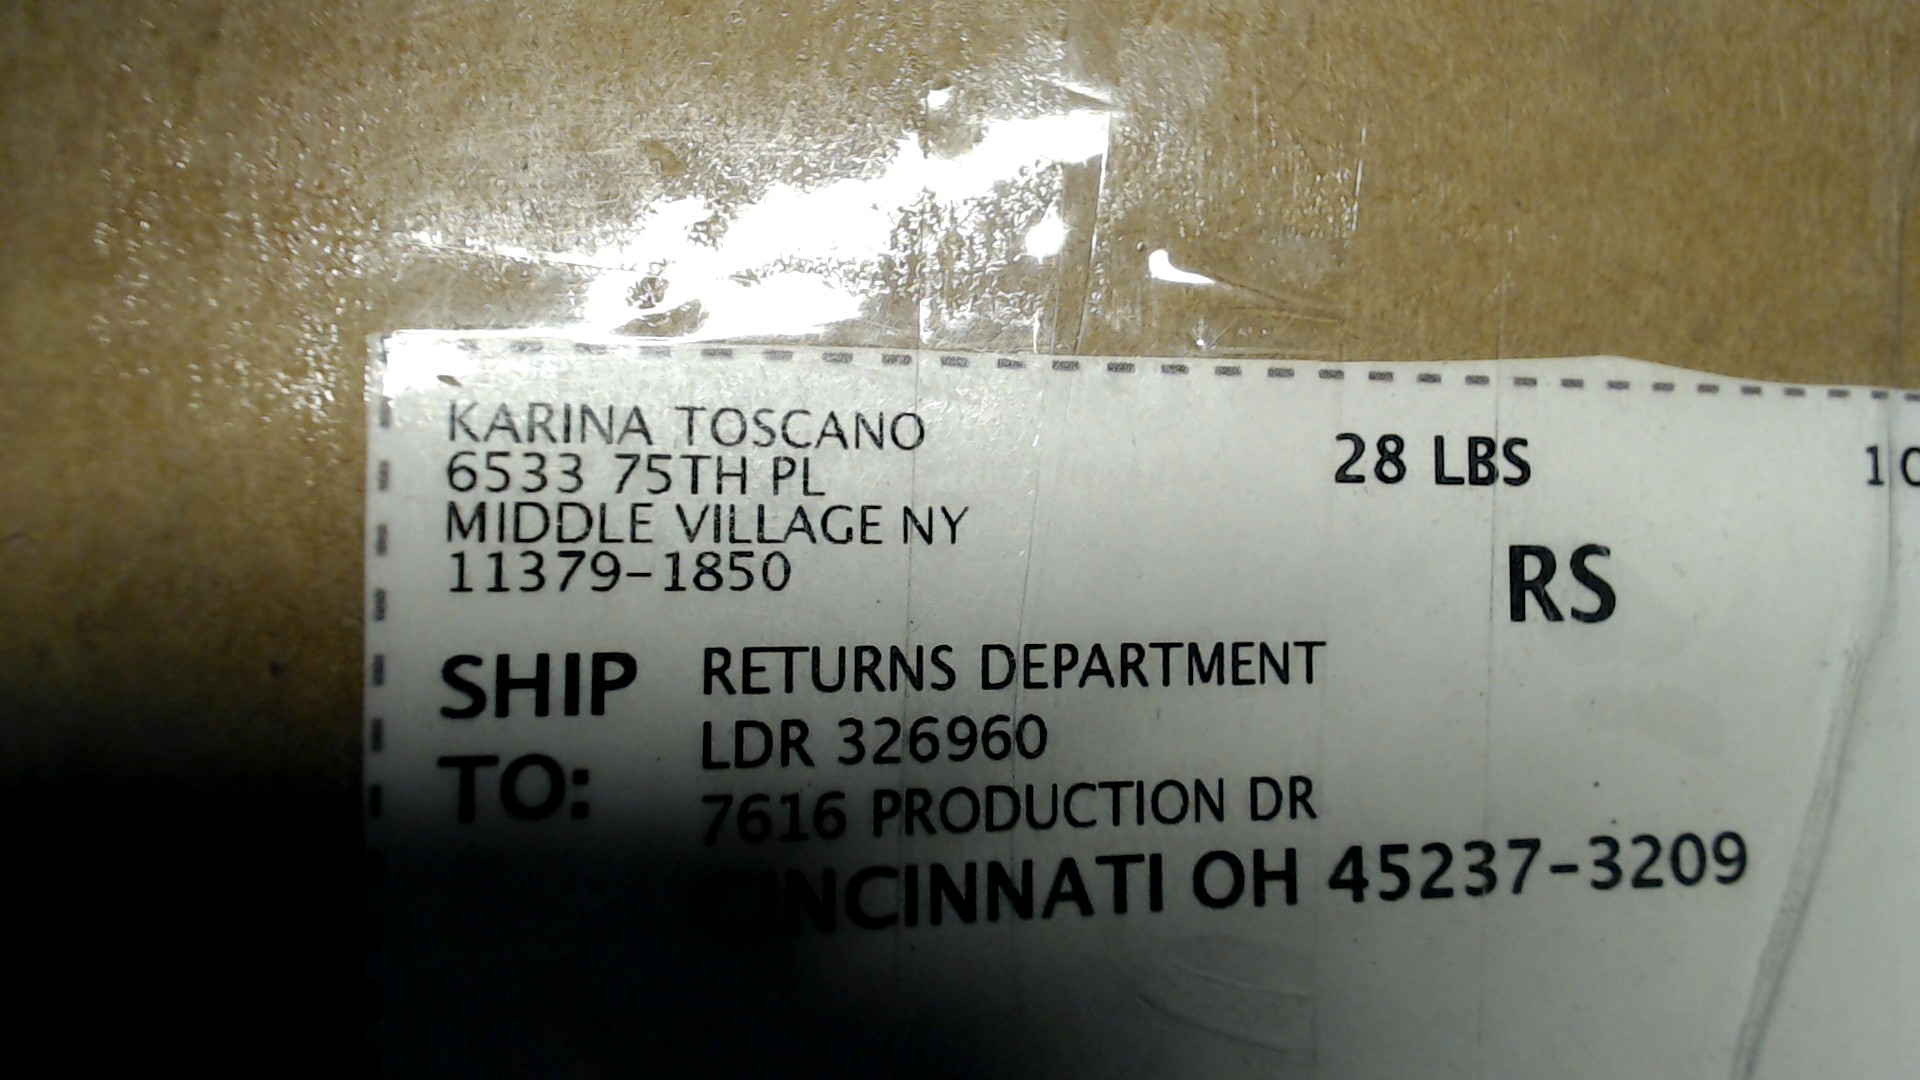 KARINA TOSCANO
6533 75TH PL
MIDDLE VILLAGE NY
11379-1850
28 LBS
RS
SHIP TO:
RETURNS DEPARTMENT
LDR 326960
7616 PRODUCTION DR
CINCINNATI OH 45237-3209